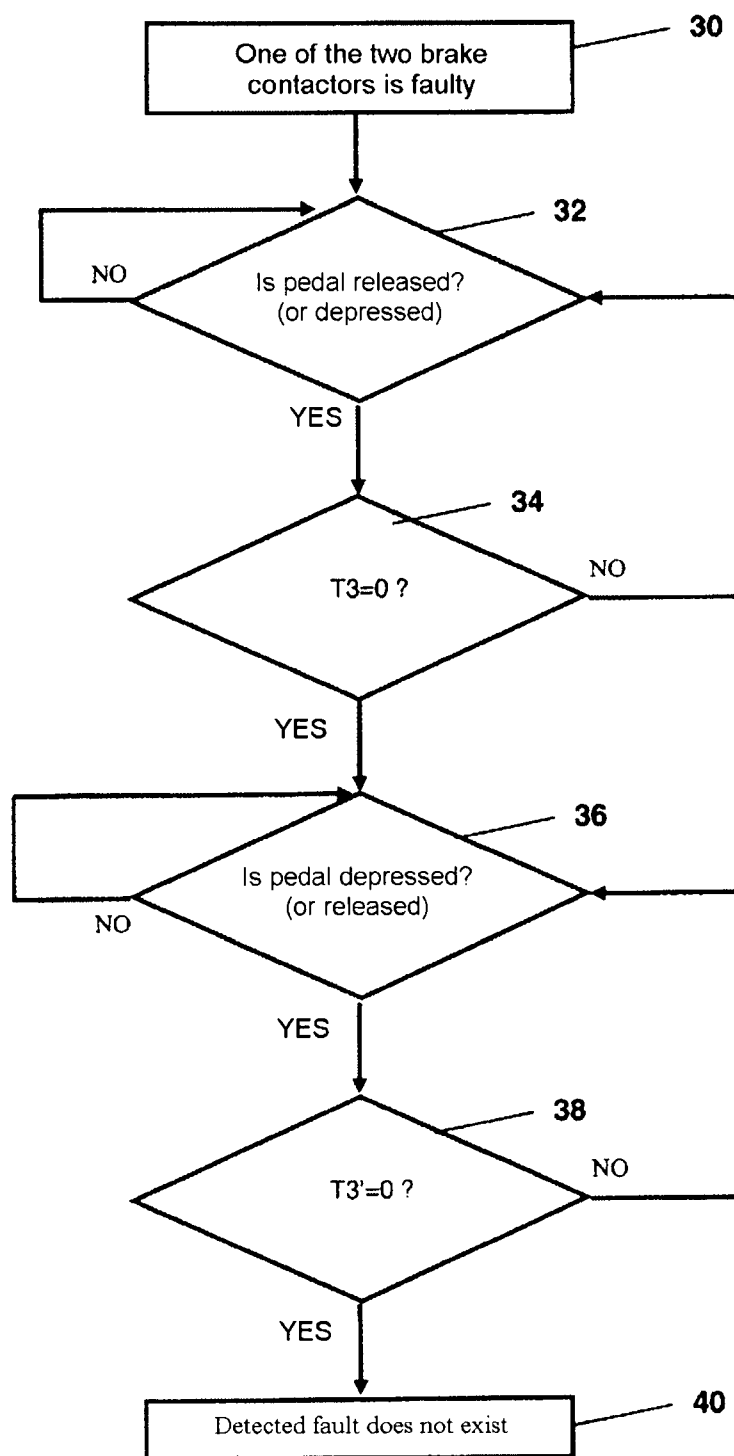 30
One of the two brake
contactors is faulty
32
NO
Is pedal released?
(or depressed)
YES
34
T3=0 ?
NO
YES
36
Is pedal depressed?
(or released)
NO
YES
38
T3'=0 ?
NO
YES
40
Detected fault does not exist